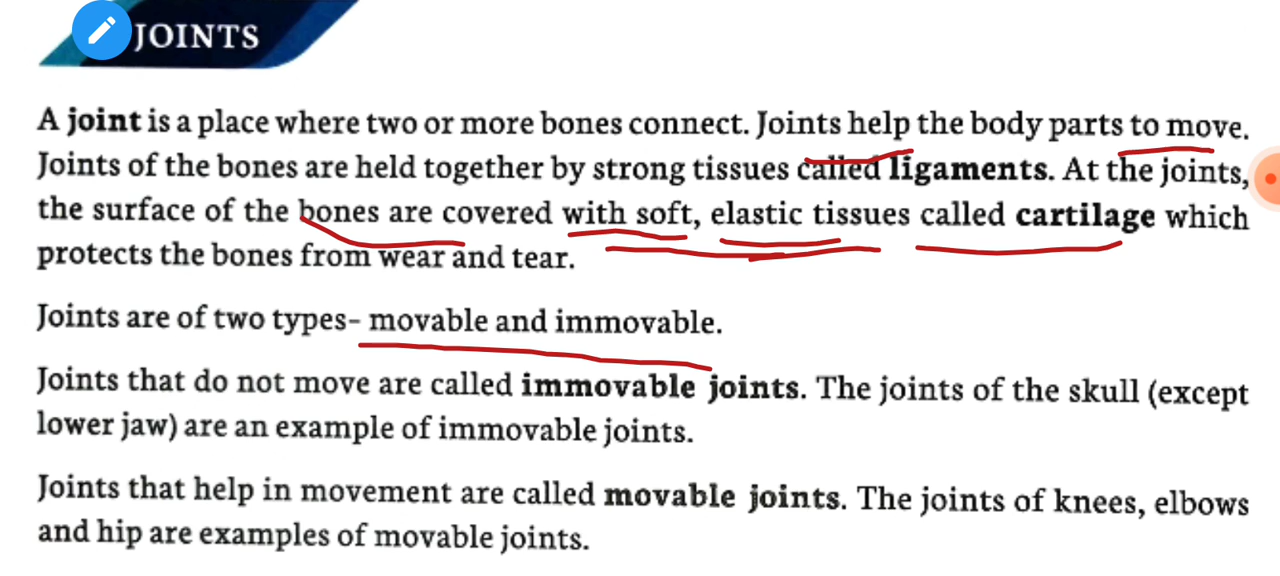 JOINTS
A joint is a place where two or more bones connect. Joints help the body parts to move.
Joints of the bones are held together by strong tissues called ligaments. At the joints,
the surface of the bones are covered with soft, elastic tissues called cartilage which
protects the bones from wear and tear.
Joints are of two types- movable and immovable.
Joints that do not move are called immovable joints. The joints of the skull (except
lower jaw) are an example of immovable joints.
Joints that help in movement are called movable joints. The joints of knees, elbows
and hip are examples of movable joints.